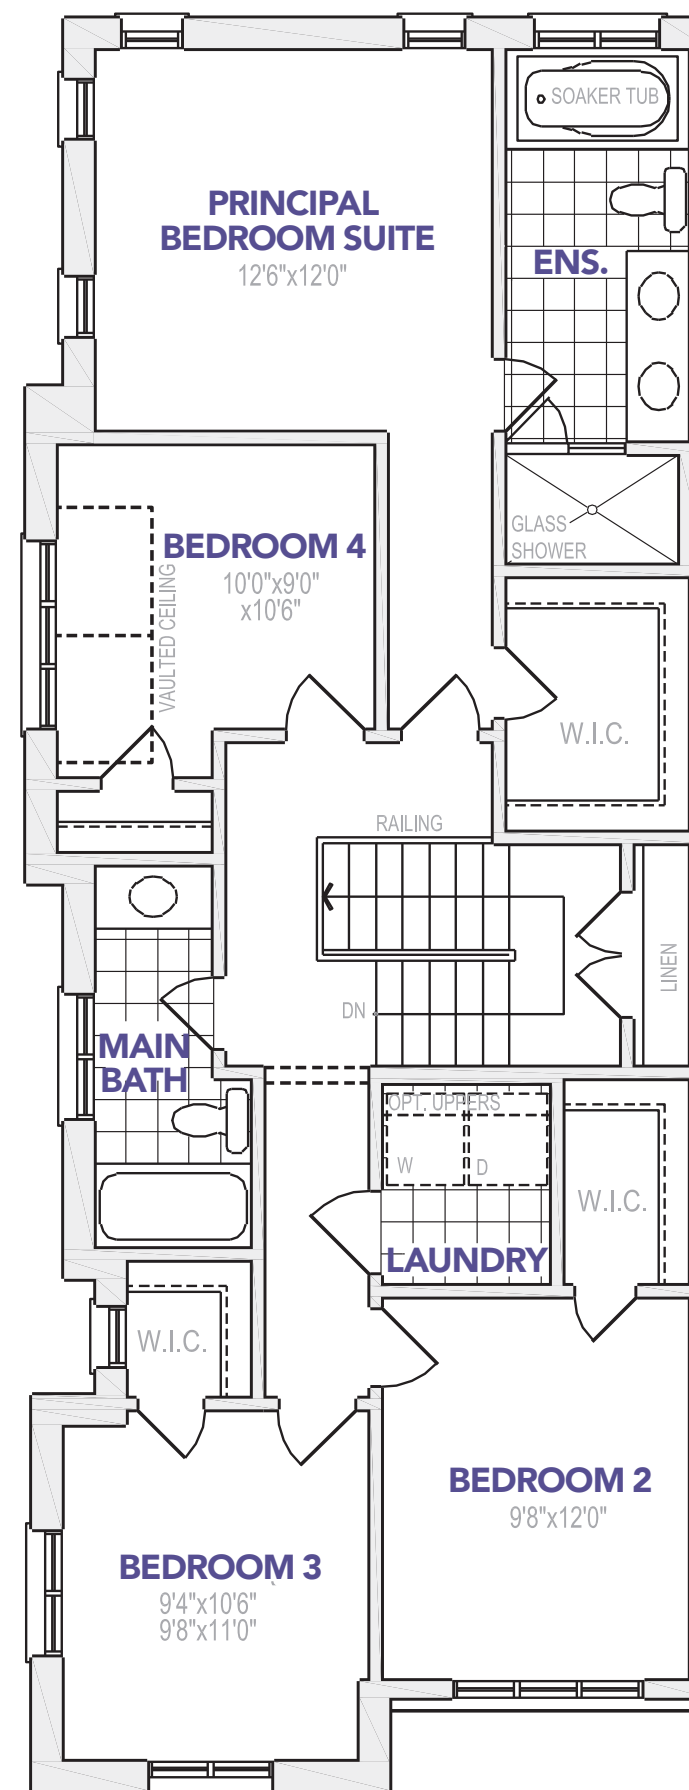 SOAKER TUB
PRINCIPAL
BEDROOM SUITE
12'6"x12'0"
ENS.
GLASS
SHOWER
BEDROOM 4
10'0"x9'0"
x10'6"
VAULTED CEILING
W.I.C.
RAILING
LINEN
DN
MAIN
BATH
OPT. UPPERS
W
D
W.I.C.
LAUNDRY
W.I.C.
BEDROOM 2
9'8"x12'0"
BEDROOM 3
9'4"x10'6"
9'8"x11'0"